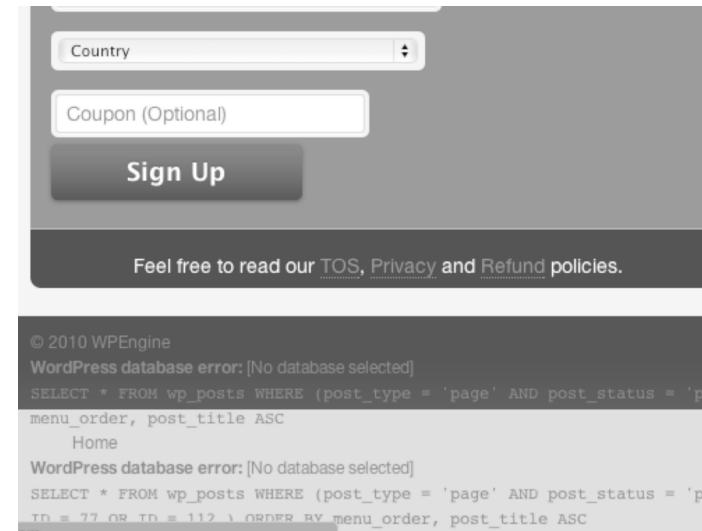 Country
Coupon (Optional)
Sign Up
Feel free to read our TOS, Privacy and Refund policies.
© 2010 WPEngine
WordPress database error: [No database selected]
SELECT * FROM wp_posts WHERE (post_type = 'page' AND post_status = 'p
menu_order, post_title ASC
Home
WordPress database error: [No database selected]
SELECT * FROM wp_posts WHERE (post_type = 'page' AND post_status = 'p
ID = 77 OR ID = 112 ) ORDER BY menu_order, post_title ASC